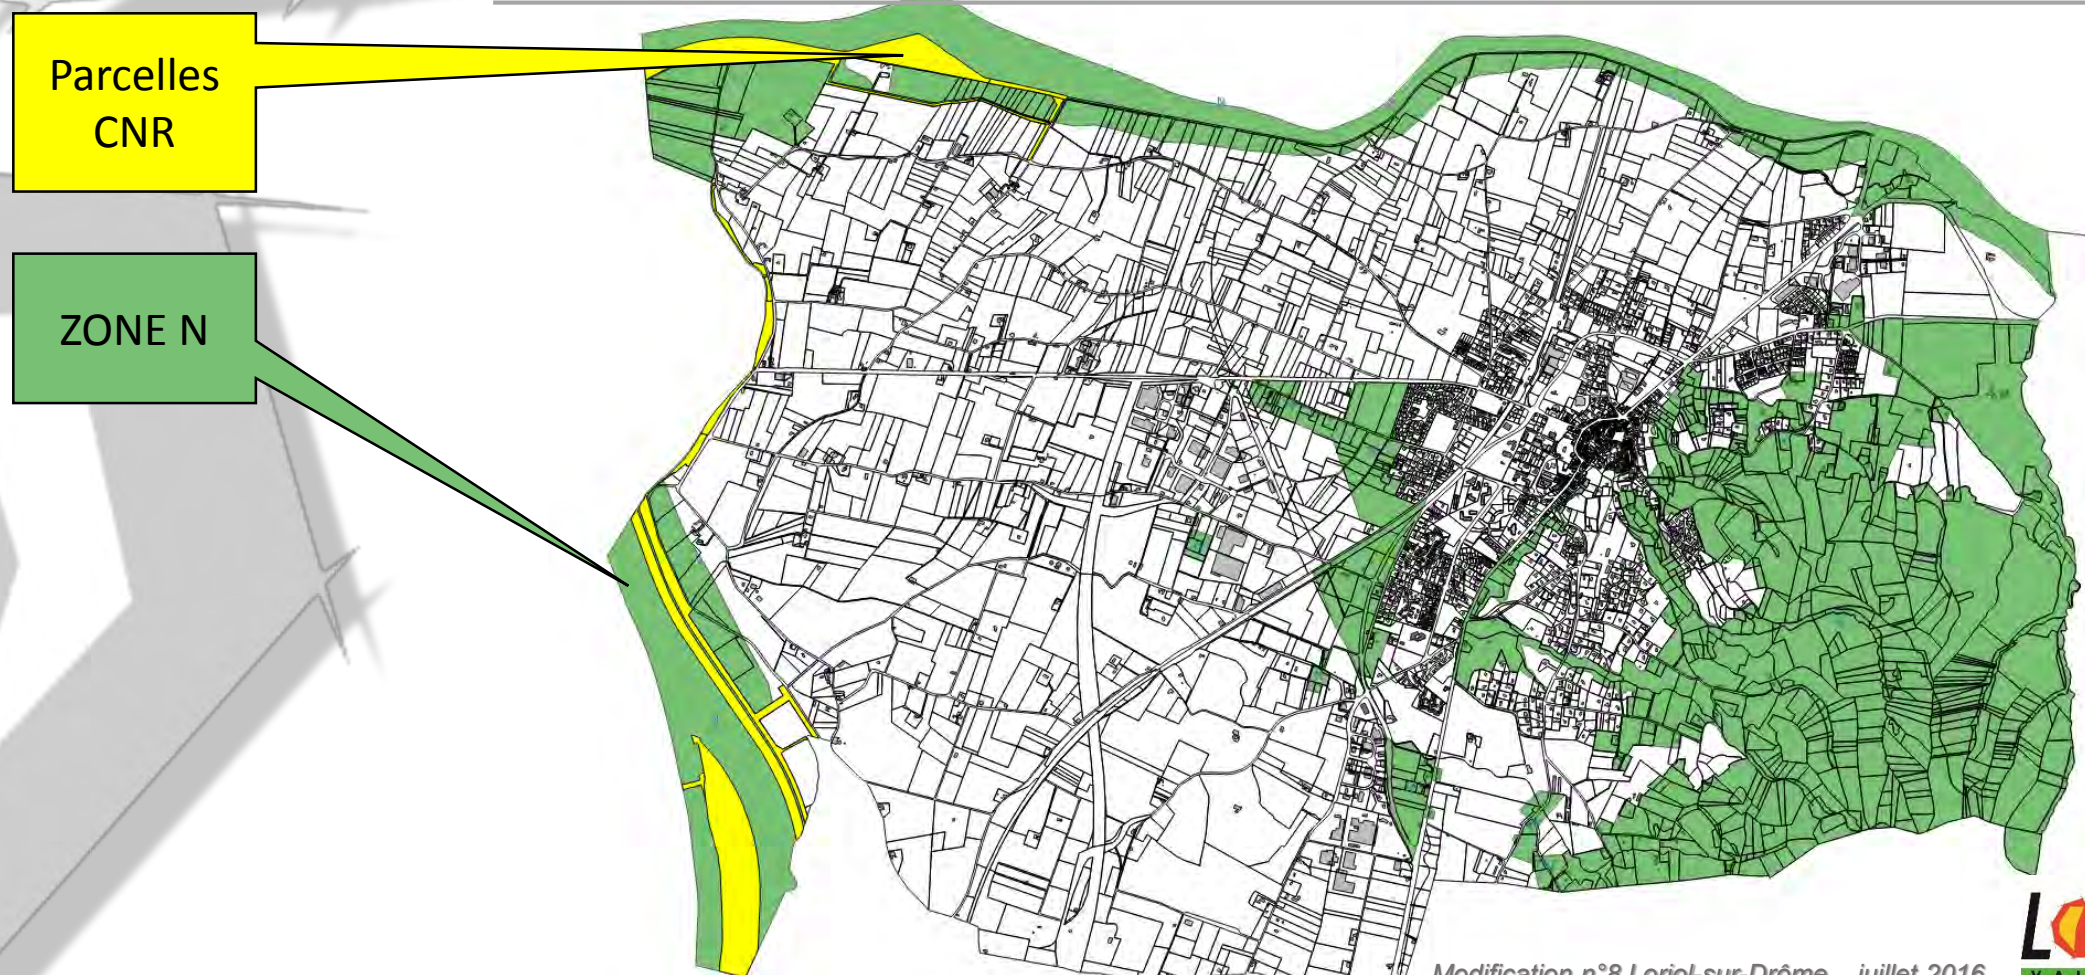 Parcelles
CNR
ZONE N
Modification n°8 Loriol-sur-Drôme – juillet 2016